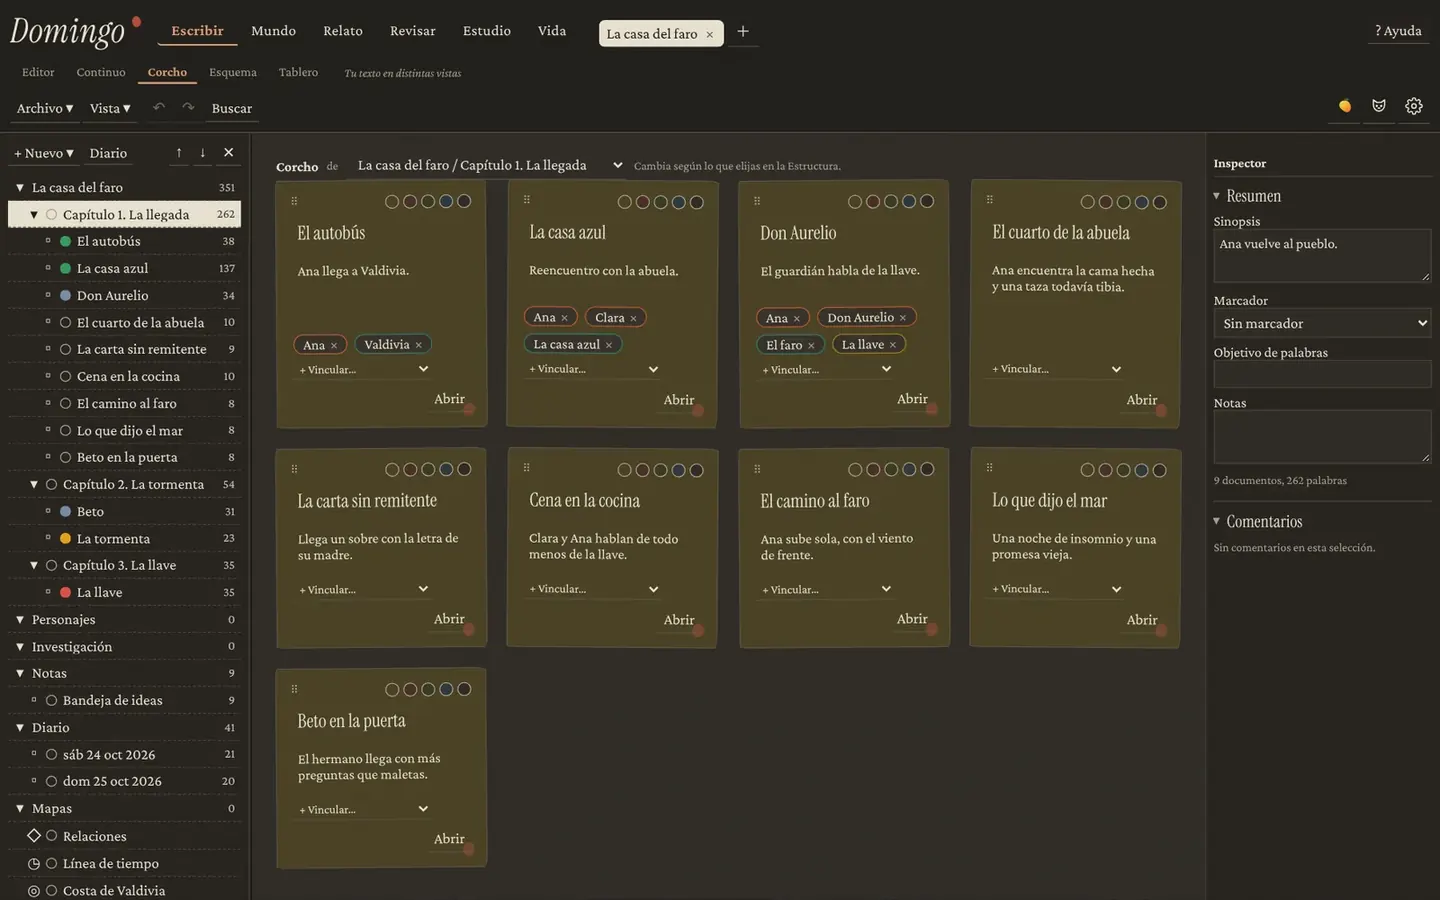 Domingo
Escribir Mundo Relato Revisar Estudio Vida La casa del faro × +
? Ayuda
Editor Continuo Corcho Esquema Tablero Tu texto en distintas vistas
Archivo ▾ Vista ▾ Buscar
+ Nuevo ▾ Diario ↑ ↓ ✕
La casa del faro 351
Capítulo 1. La llegada 262
El autobús 38
La casa azul 137
Don Aurelio 34
El cuarto de la abuela 10
La carta sin remitente 9
Cena en la cocina 10
El camino al faro 8
Lo que dijo el mar 8
Beto en la puerta 8
Capítulo 2. La tormenta 54
Beto 31
La tormenta 23
Capítulo 3. La llave 35
La llave 35
Personajes 0
Investigación 0
Notas 9
Bandeja de ideas 9
Diario 41
sáb 24 oct 2026 21
dom 25 oct 2026 20
Mapas 0
Relaciones
Línea de tiempo
Costa de Valdivia
Corcho de La casa del faro / Capítulo 1. La llegada Cambia según lo que elijas en la Estructura.
El autobús
Ana llega a Valdivia.
Ana × Valdivia ×
+ Vincular...
Abrir
La casa azul
Reencuentro con la abuela.
Ana × Clara ×
La casa azul ×
+ Vincular...
Abrir
Don Aurelio
El guardián habla de la llave.
Ana × Don Aurelio ×
El faro × La llave ×
+ Vincular...
Abrir
El cuarto de la abuela
Ana encuentra la cama hecha
y una taza todavía tibia.
+ Vincular...
Abrir
La carta sin remitente
Llega un sobre con la letra de
su madre.
+ Vincular...
Abrir
Cena en la cocina
Clara y Ana hablan de todo
menos de la llave.
+ Vincular...
Abrir
El camino al faro
Ana sube sola, con el viento
de frente.
+ Vincular...
Abrir
Lo que dijo el mar
Una noche de insomnio y una
promesa vieja.
+ Vincular...
Abrir
Beto en la puerta
El hermano llega con más
preguntas que maletas.
+ Vincular...
Abrir
Inspector
Resumen
Sinopsis
Ana vuelve al pueblo.
Marcador
Sin marcador
Objetivo de palabras
Notas
9 documentos, 262 palabras
Comentarios
Sin comentarios en esta selección.